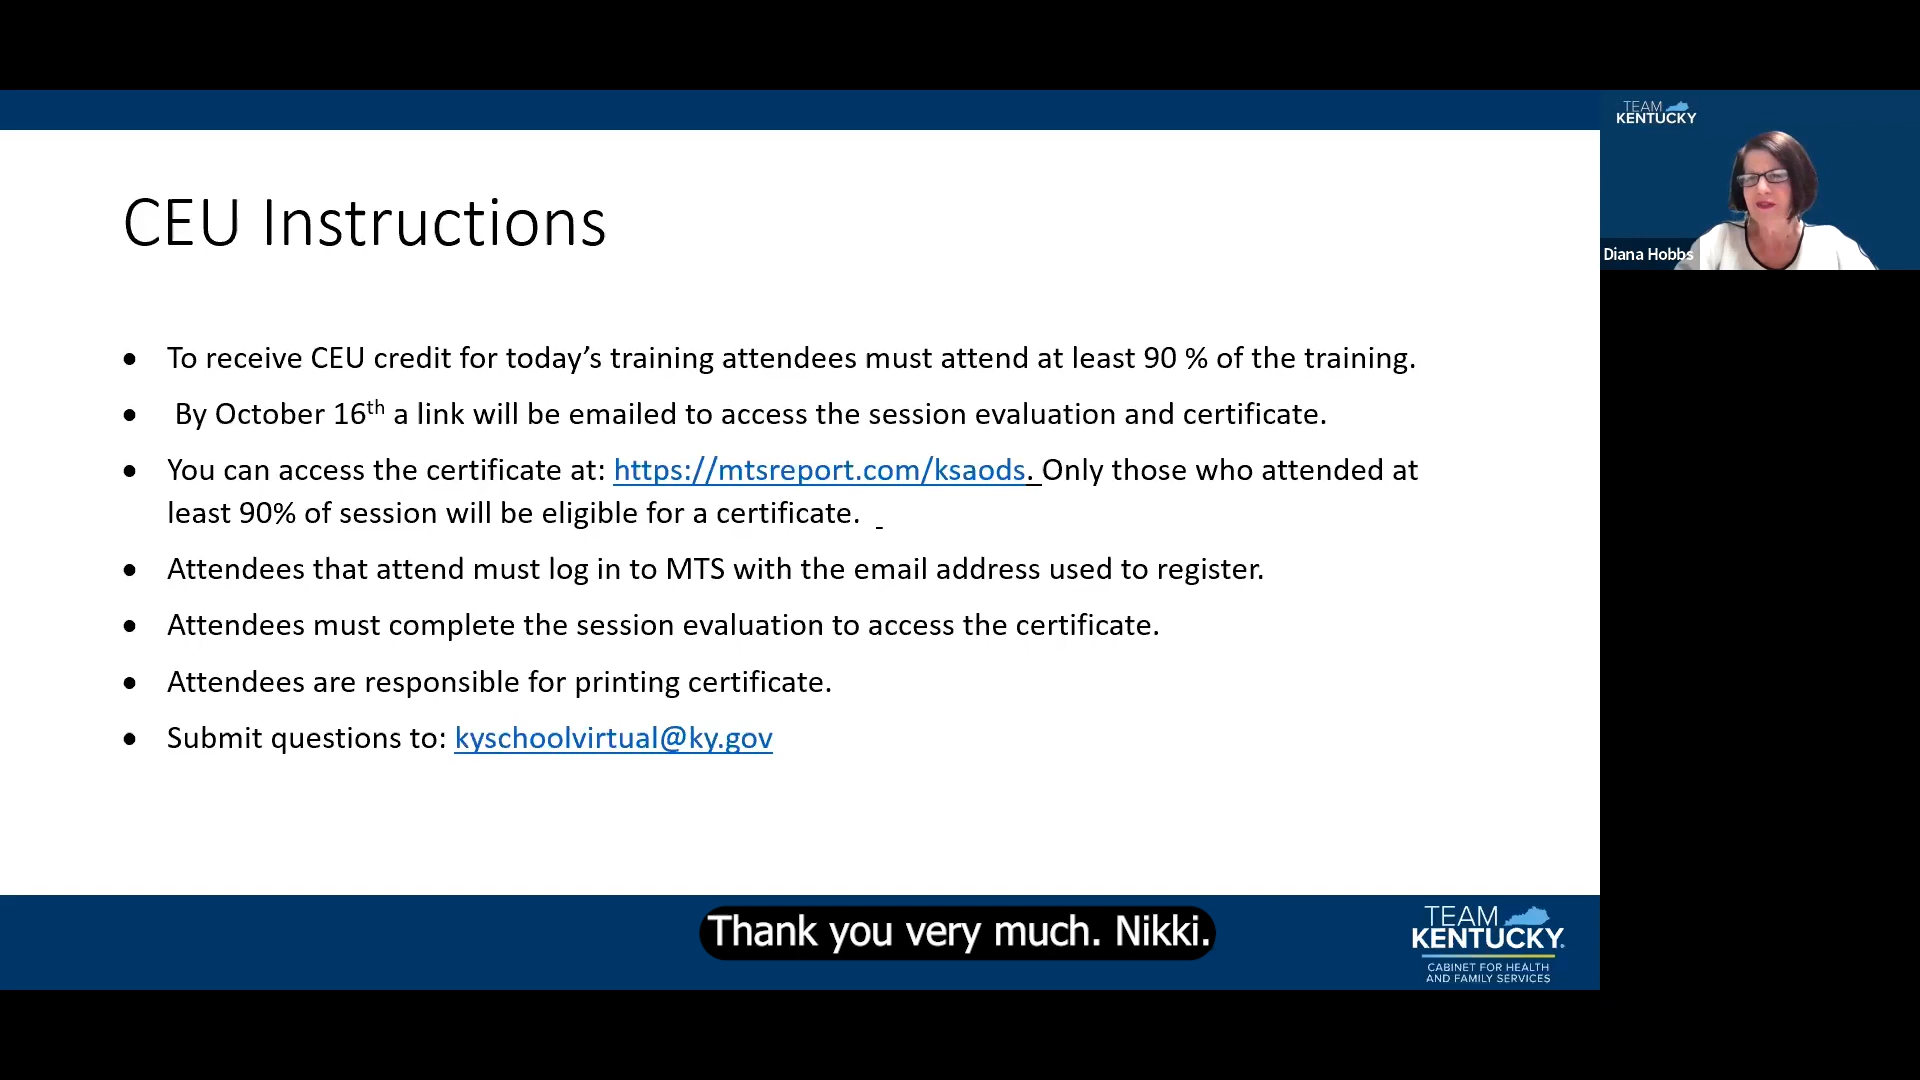 TEAM
KENTUCKY
Diana Hobbs
CEU Instructions
• To receive CEU credit for today’s training attendees must attend at least 90 % of the training.
• By October 16th a link will be emailed to access the session evaluation and certificate.
• You can access the certificate at: https://mtsreport.com/ksaods. Only those who attended at
least 90% of session will be eligible for a certificate.
• Attendees that attend must log in to MTS with the email address used to register.
• Attendees must complete the session evaluation to access the certificate.
• Attendees are responsible for printing certificate.
• Submit questions to: kyschoolvirtual@ky.gov
Thank you very much. Nikki.
TEAM
KENTUCKY®
CABINET FOR HEALTH
AND FAMILY SERVICES